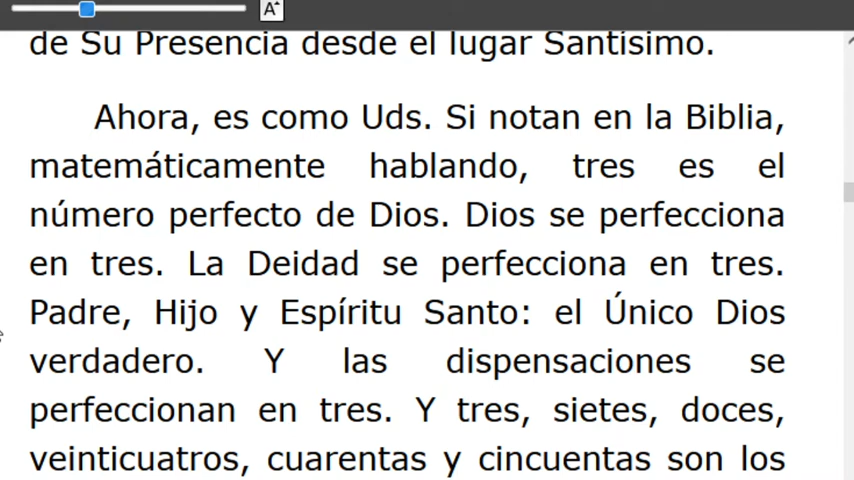 A
de Su Presencia desde el lugar Santísimo.
Ahora, es como Uds. Si notan en la Biblia,
matemáticamente hablando, tres es el
número perfecto de Dios. Dios se perfecciona
en tres. La Deidad se perfecciona en tres.
Padre, Hijo y Espíritu Santo: el Único Dios
verdadero. Y las dispensaciones se
perfeccionan en tres. Y tres, sietes, doces,
veinticuatros, cuarentas y cincuentas son los